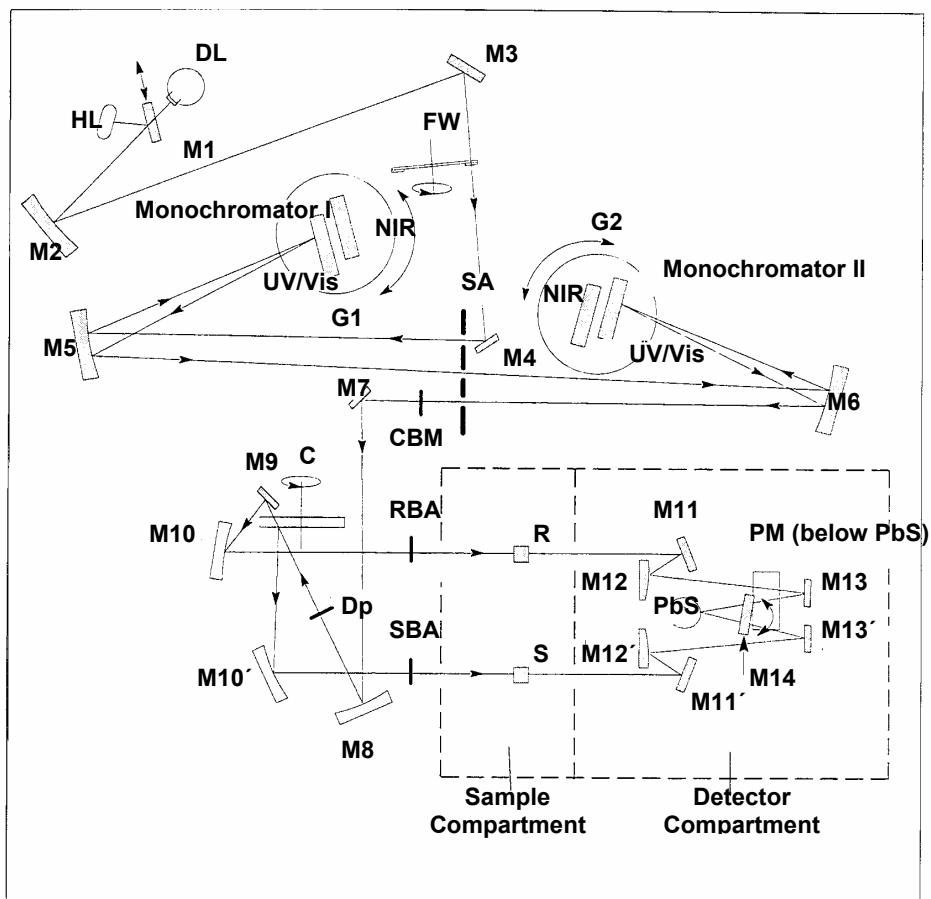 DL
M3
HL
FW
M1
Monochromator I
G2
M2
NIR
Monochromator II
UV/Vis
SA
NIR
G1
M5
M4
ÜV/Vis
M7
M6
CBM
C
M9
RBA
M11
M10
R
PM (below PbS)
M12
M13
Dp
PbS
SBA
M13´
S
M12´
M10´
M14
M11´
M8
Sample
Compartment
Detector
Compartment